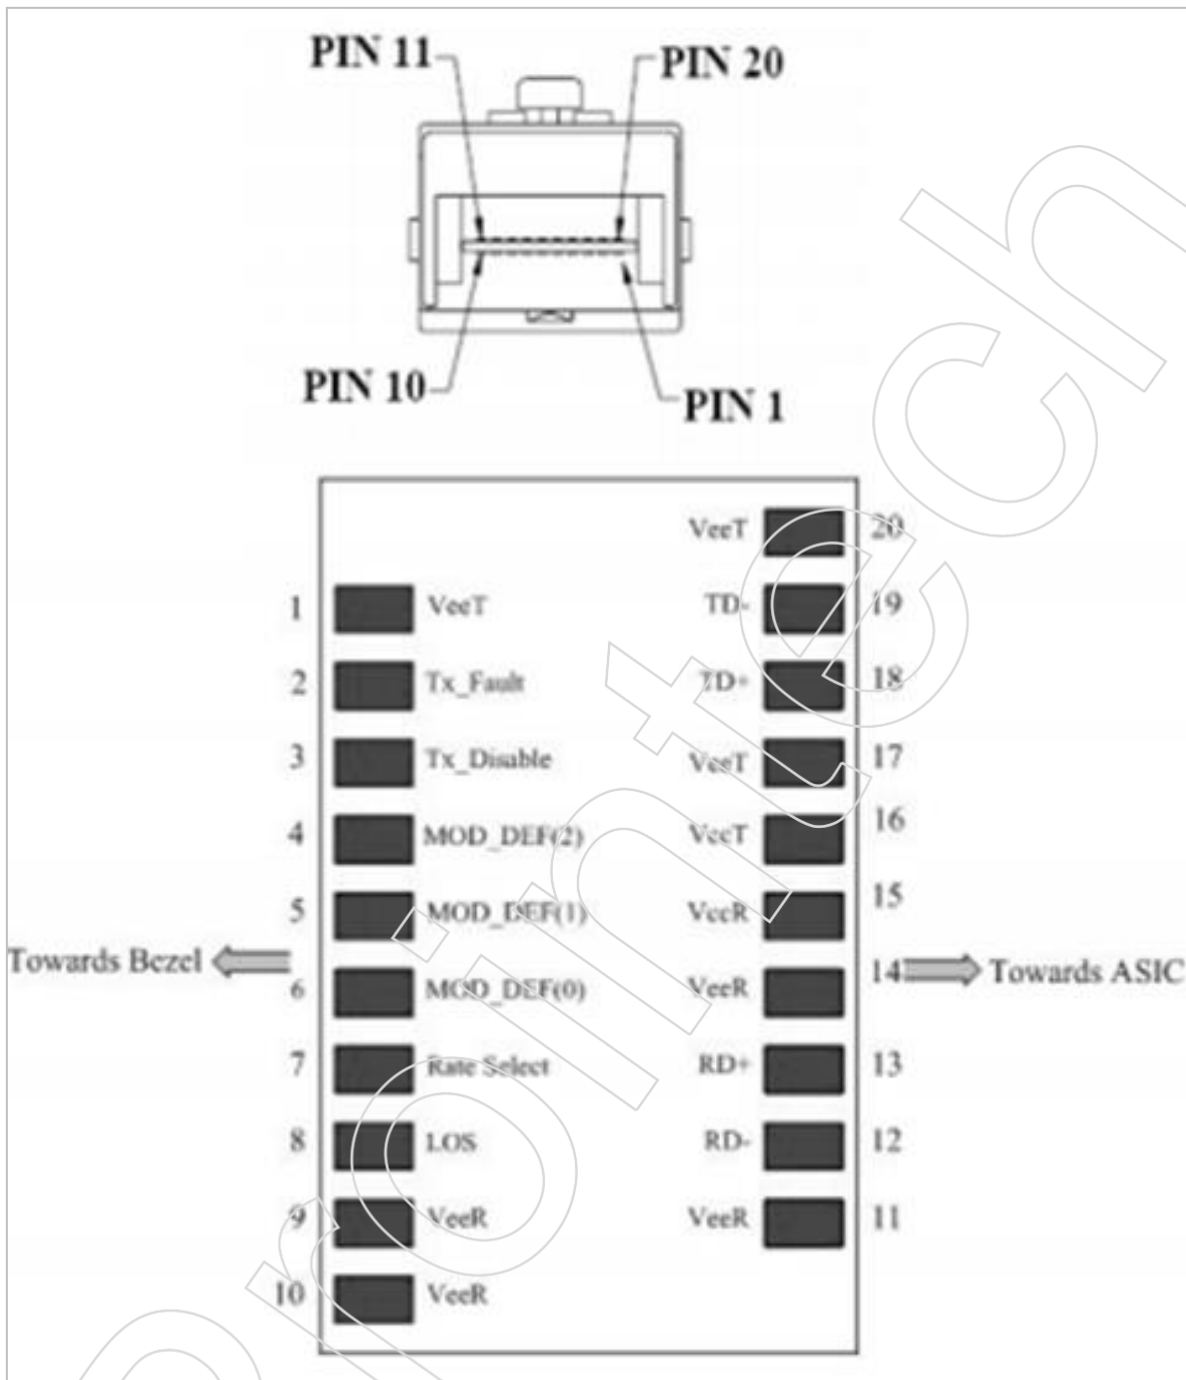 PIN 11
PIN 20
PIN 10
PIN 1
VeeT 20
1 VeeT
TD- 19
2 Tx_Fault
TD+ 18
3 Tx_Disable
VeeT 17
4 MOD_DEF(2)
VeeT 16
5 MOD_DEF(1)
VeeR 15
Towards Bezel
6 MOD_DEF(0)
VeeR 14
Towards ASIC
7 Rate Select
RD+ 13
8 LOS
RD- 12
9 VeeR
VeeR 11
10 VeeR
Prointech